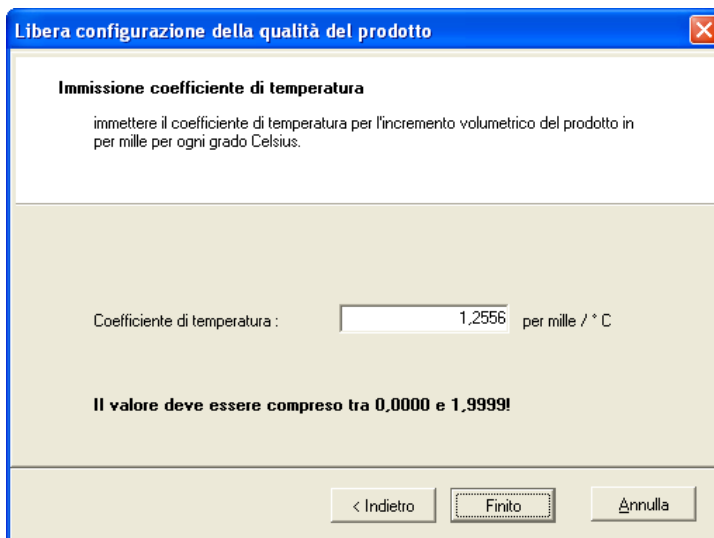 Libera configurazione della qualità del prodotto
Immissione coefficiente di temperatura
immettere il coefficiente di temperatura per l'incremento volumetrico del prodotto in
per mille per ogni grado Celsius.
Coefficiente di temperatura : 1,2556 per mille / ° C
Il valore deve essere compreso tra 0,0000 e 1,9999!
< Indietro Finito Annulla